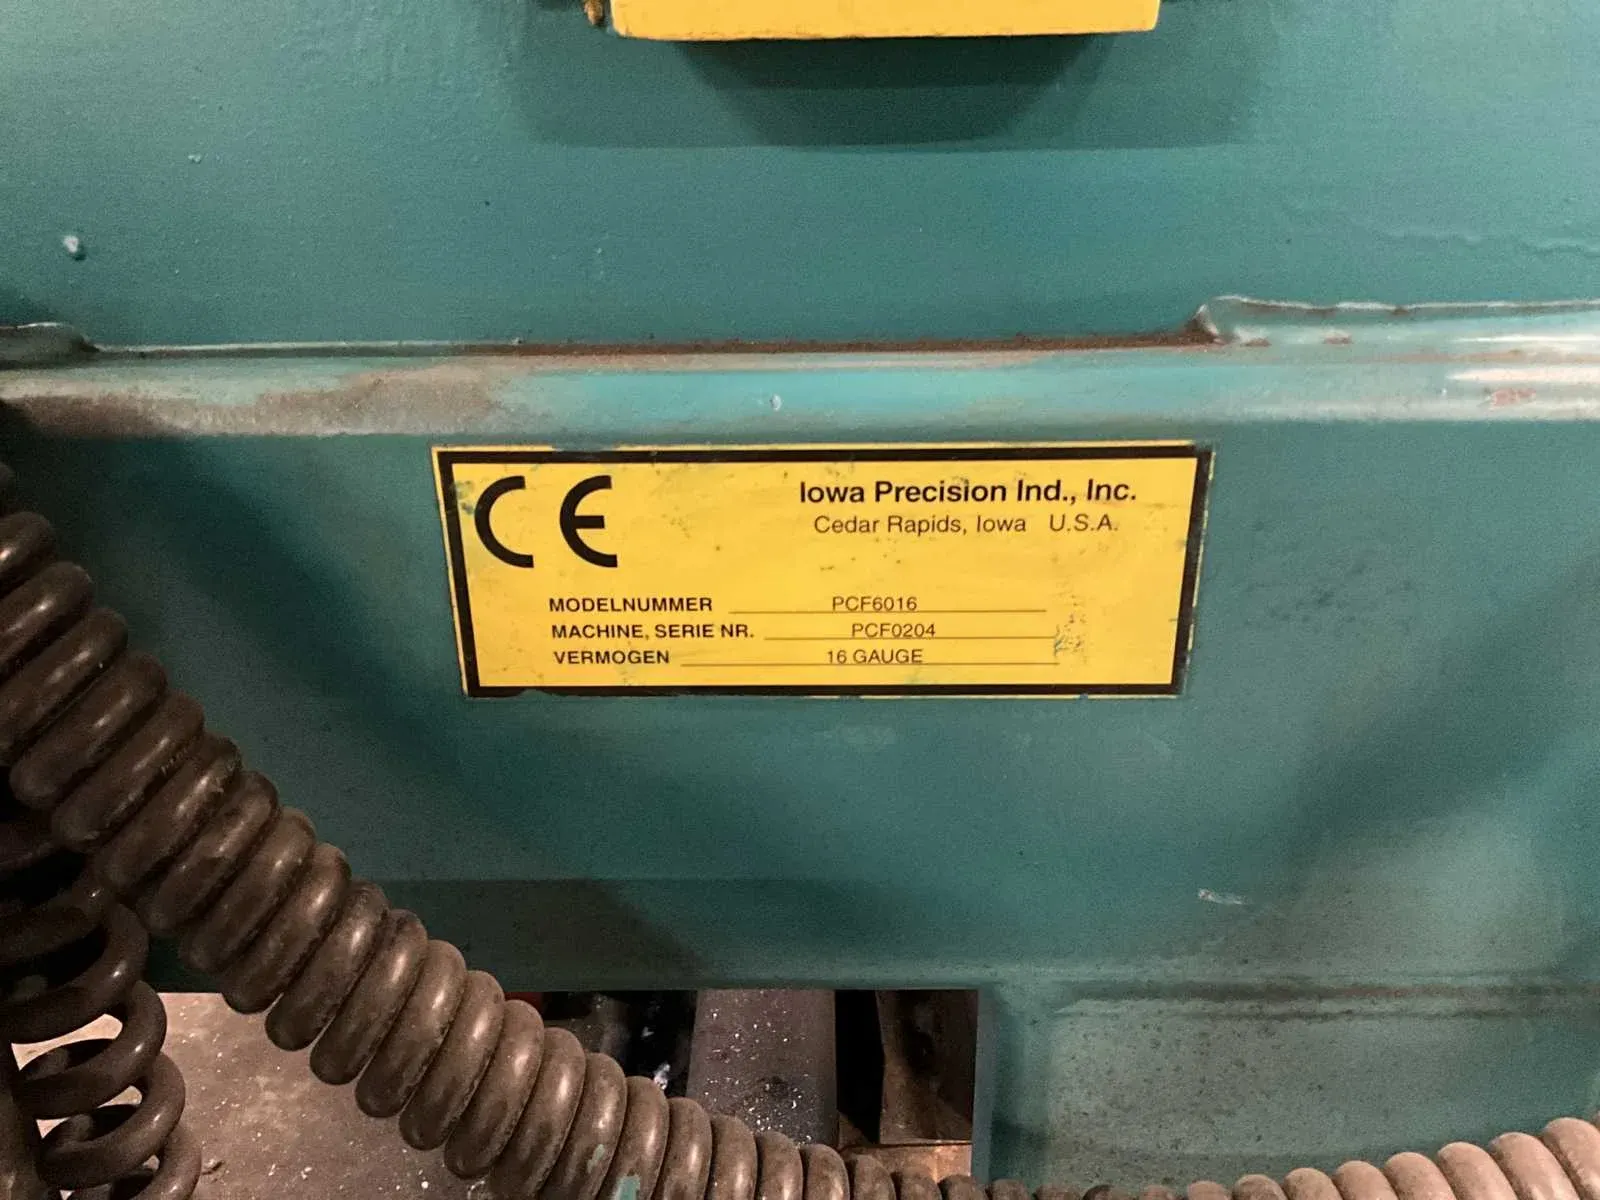 CE
Iowa Precision Ind., Inc.
Cedar Rapids, Iowa U.S.A.
MODELNUMMER PCF6016
MACHINE, SERIE NR. PCF0204
VERMOGEN 16 GAUGE